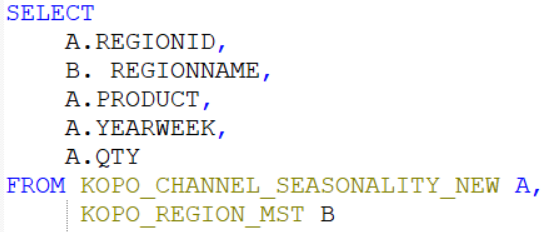 SELECT
A.REGIONID,
B. REGIONNAME,
A.PRODUCT,
A.YEARWEEK,
A.QTY
FROM KOPO_CHANNEL_SEASONALITY_NEW A,
KOPO_REGION_MST B